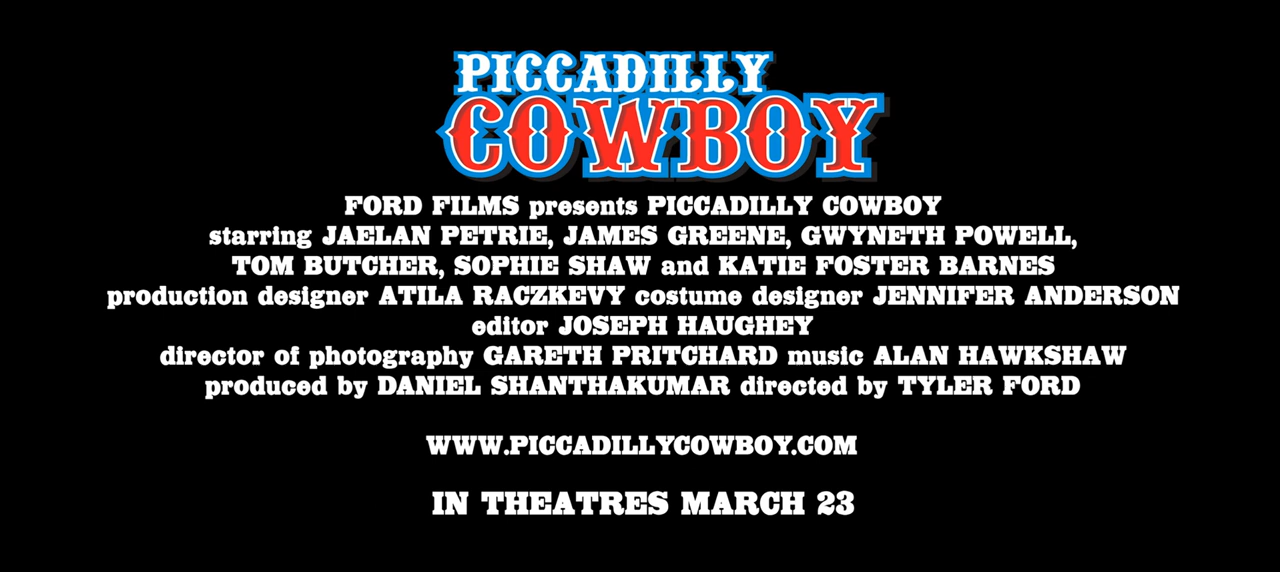 PICCADILLY
COWBOY
FORD FILMS presents PICCADILLY COWBOY
starring JAELAN PETRIE, JAMES GREENE, GWYNETH POWELL,
TOM BUTCHER, SOPHIE SHAW and KATIE FOSTER BARNES
production designer ATILA RACZKEVY costume designer JENNIFER ANDERSON
editor JOSEPH HAUGHEY
director of photography GARETH PRITCHARD music ALAN HAWKSHAW
produced by DANIEL SHANTHAKUMAR directed by TYLER FORD
WWW.PICCADILLYCOWBOY.COM
IN THEATRES MARCH 23